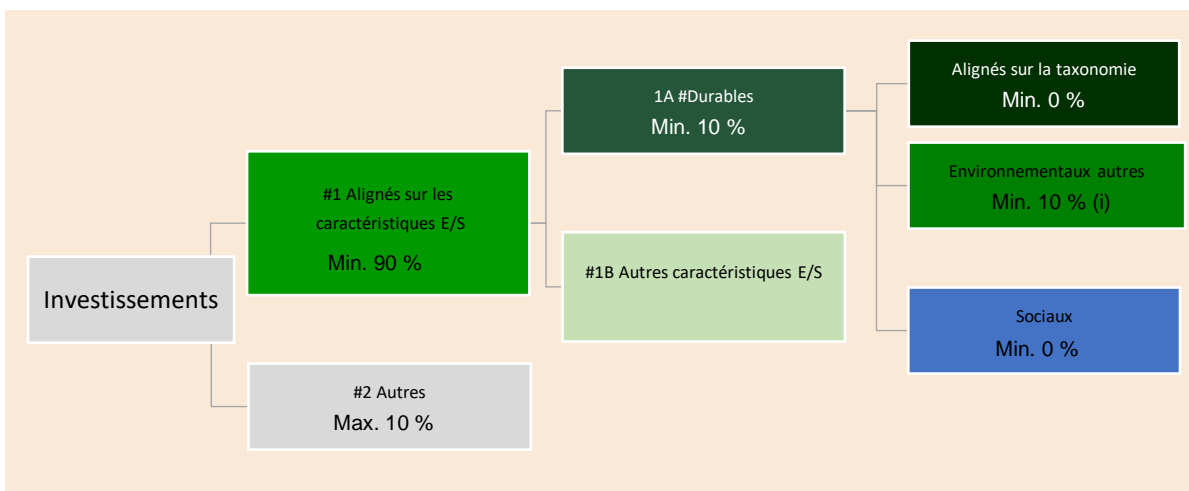 Investissements
#1 Alignés sur les
caractéristiques E/S
Min. 90 %
#2 Autres
Max. 10 %
1A #Durables
Min. 10 %
#1B Autres caractéristiques E/S
Alignés sur la taxonomie
Min. 0 %
Environnementaux autres
Min. 10 % (i)
Sociaux
Min. 0 %